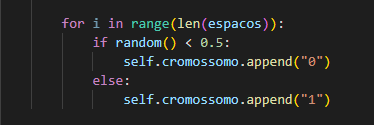 for i in range(len(espacos)):
    if random() < 0.5:
        self.cromossomo.append("0")
    else:
        self.cromossomo.append("1")